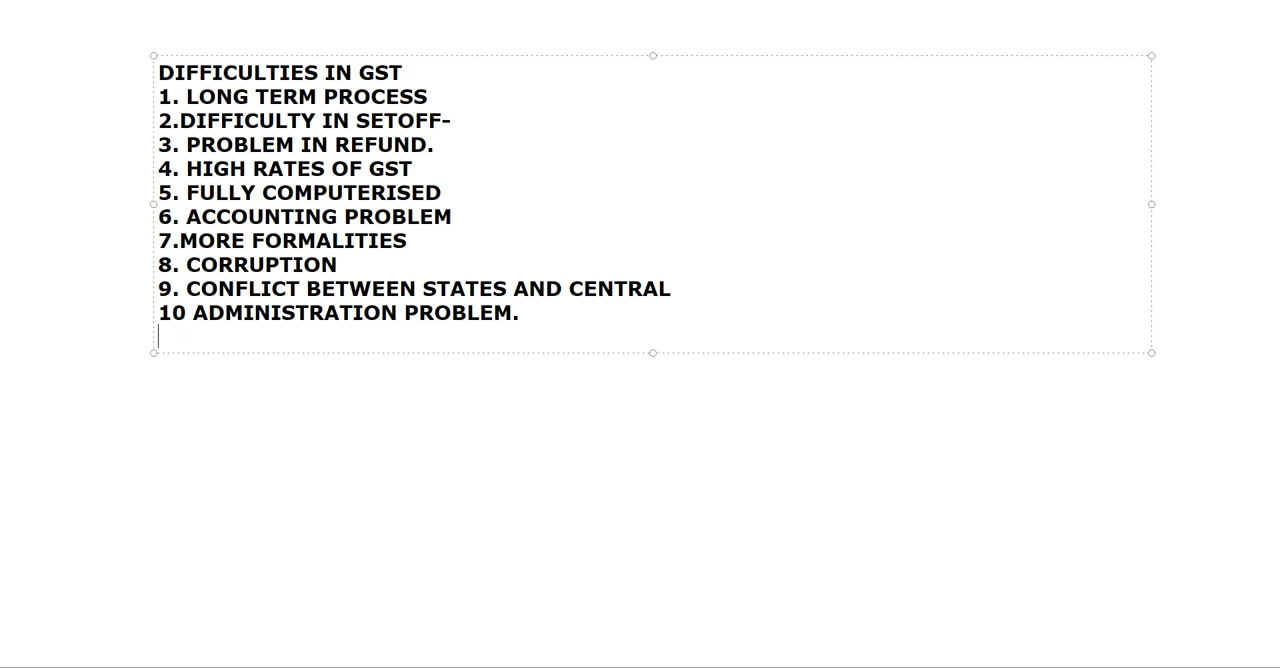 DIFFICULTIES IN GST
1. LONG TERM PROCESS
2.DIFFICULTY IN SETOFF-
3. PROBLEM IN REFUND.
4. HIGH RATES OF GST
5. FULLY COMPUTERISED
6. ACCOUNTING PROBLEM
7.MORE FORMALITIES
8. CORRUPTION
9. CONFLICT BETWEEN STATES AND CENTRAL
10 ADMINISTRATION PROBLEM.